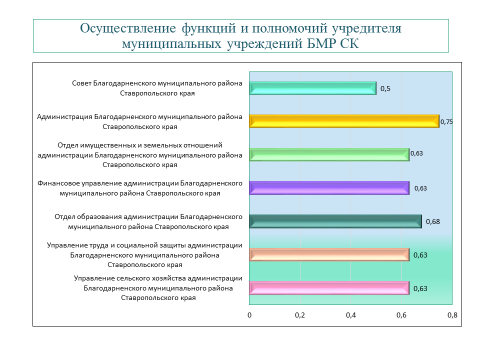 Осуществление функций и полномочий учредителя
муниципальных учреждений БМР СК
Совет Благодарненского муниципального района
Ставропольского края
0,5
Администрация Благодарненского муниципального района
Ставропольского края
0,75
Отдел имущественных и земельных отношений
администрации Благодарненского муниципального района
Ставропольского края
0,63
Финансовое управление администрации Благодарненского
муниципального района Ставропольского края
0,63
Отдел образования администрации Благодарненского
муниципального района Ставропольского края
0,68
Управление труда и социальной защиты администрации
Благодарненского муниципального района
Ставропольского края
0,63
Управление сельского хозяйства администрации
Благодарненского муниципального района
Ставропольского края
0,63
0 0,2 0,4 0,6 0,8